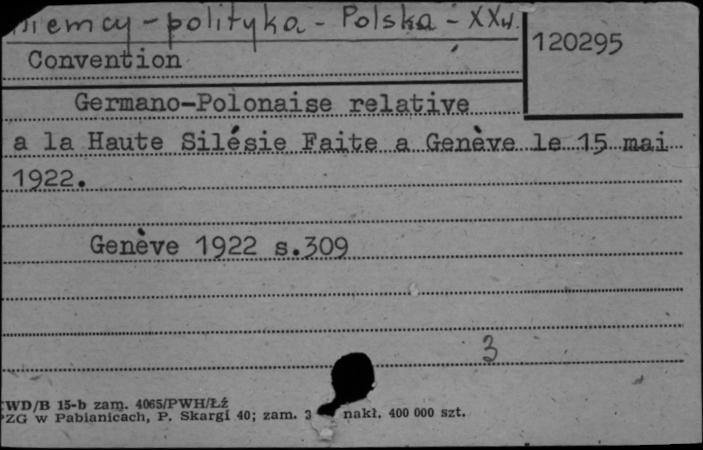 Niemcy - polityka - Polska - XXw.
120295
Convention
Germano-Polonaise relative
a la Haute Silésie Faite a Genève le 15 mai
1922.
Genève 1922 s.309
3
WD/B 15-b zam. 4065/PWH/Łź
PZG w Pabianicach, P. Skargi 40; zam. 3 nakł. 400 000 szt.